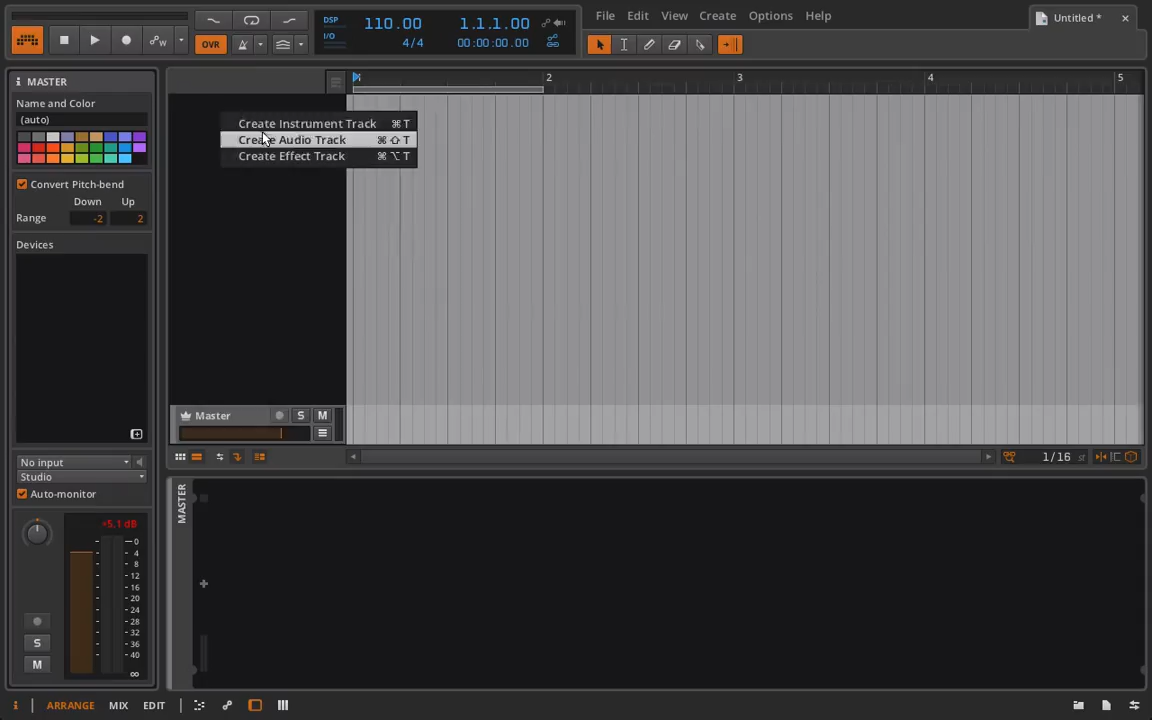 DSP
I/O
110.00
1.1.1.00
4/4
00:00:00.00
OVR
File Edit View Create Options Help
Untitled *
MASTER
Name and Color
(auto)
Convert Pitch-bend
Down Up
Range -2 2
Devices
2 3 4 5
Create Instrument Track ⌘ T
Create Audio Track ⌘ ⇧ T
Create Effect Track ⌘ ⌥ T
Master S M
1/16 st
No input
Studio
Auto-monitor
+5.1 dB
0
4
8
12
16
20
24
28
32
36
40
∞
S
M
MASTER
i ARRANGE MIX EDIT